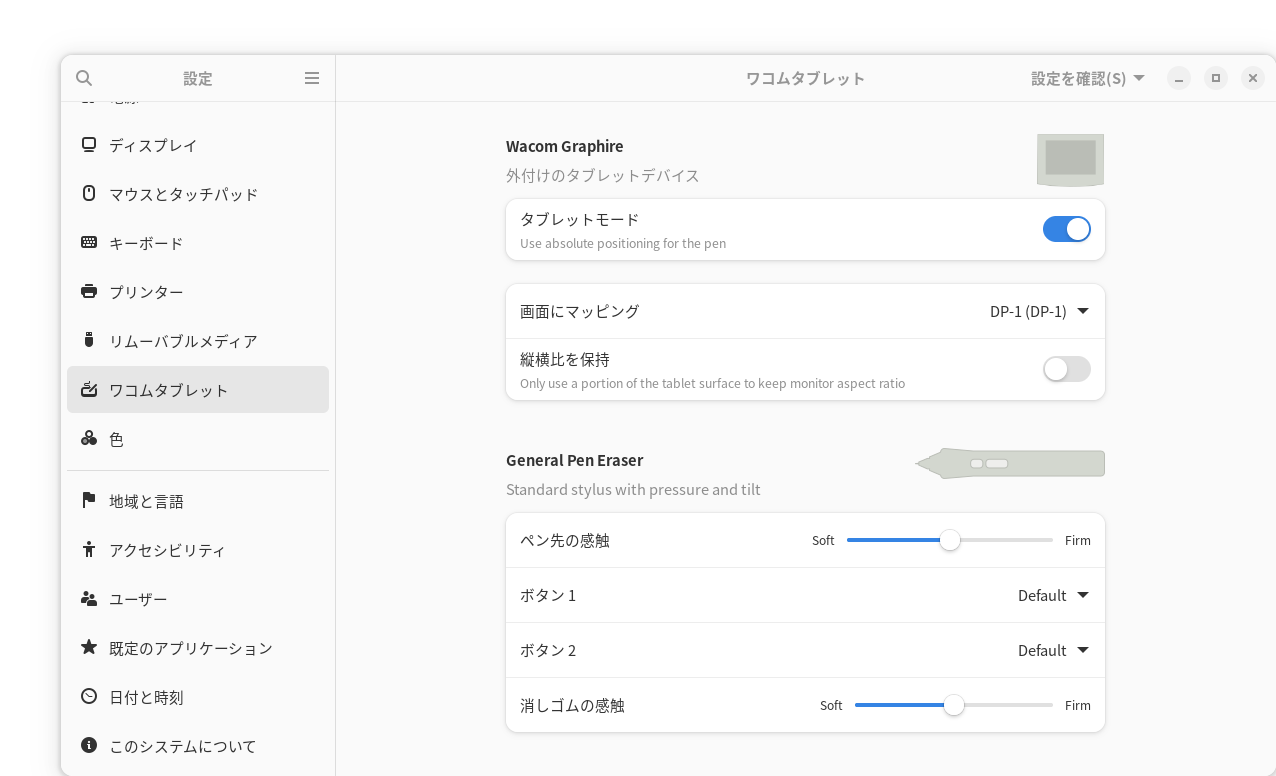 設定
ワコムタブレット
設定を確認(S)
ディスプレイ
マウスとタッチパッド
キーボード
プリンター
リムーバブルメディア
ワコムタブレット
色
地域と言語
アクセシビリティ
ユーザー
既定のアプリケーション
日付と時刻
このシステムについて
Wacom Graphire
外付けのタブレットデバイス
タブレットモード
Use absolute positioning for the pen
画面にマッピング
DP-1 (DP-1)
縦横比を保持
Only use a portion of the tablet surface to keep monitor aspect ratio
General Pen Eraser
Standard stylus with pressure and tilt
ペン先の感触 Soft Firm
ボタン 1 Default
ボタン 2 Default
消しゴムの感触 Soft Firm